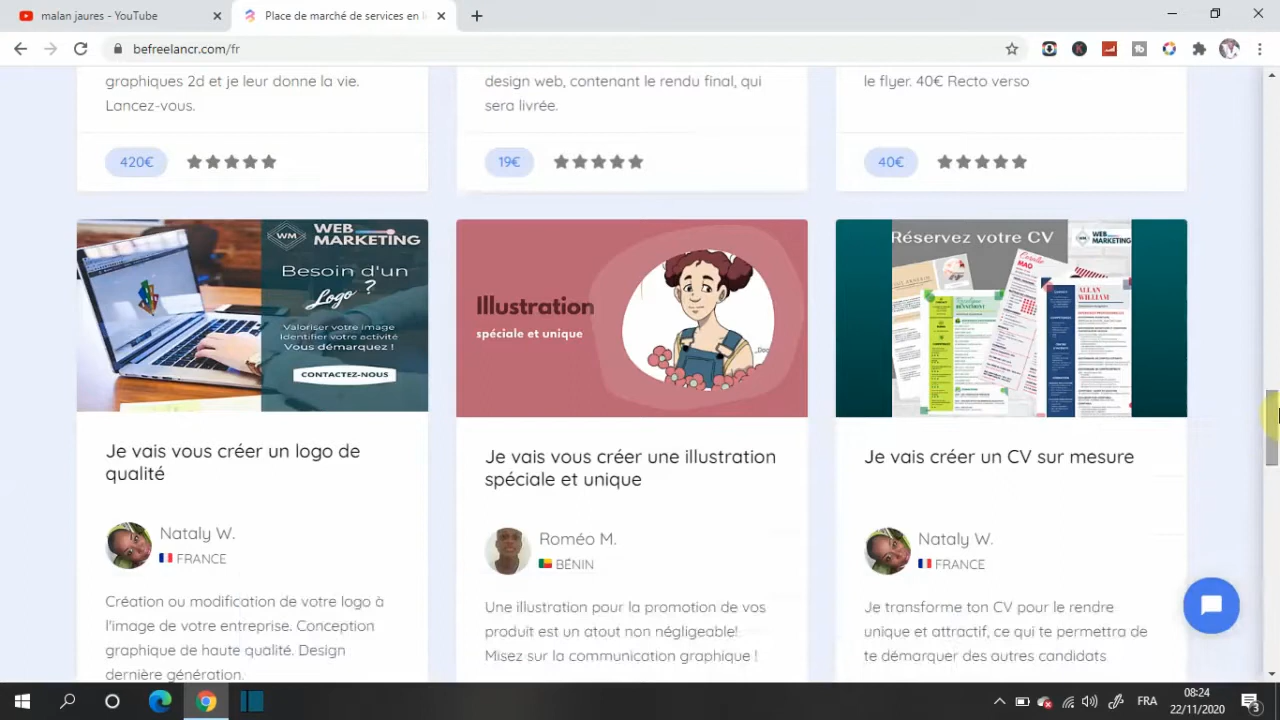 malan jaures - YouTube
Place de marché de services en li
befreelancr.com/fr
graphiques 2d et je leur donne la vie.
Lancez-vous.
design web, contenant le rendu final, qui
sera livrée.
le flyer. 40€ Recto verso
420€
19€
40€
WM
WEB
MARKETING
Besoin d'un
Logo ?
Valoriser votre image
Identifier votre activité
Vous démarquez !
Illustration
spéciale et unique
Réservez votre CV
WEB
MARKETING
ALLAN
WILLIAM
Je vais vous créer un logo de
qualité
Nataly W.
FRANCE
Création ou modification de votre logo à
l'image de votre entreprise. Conception
graphique de haute qualité. Design
dernière génération.
Je vais vous créer une illustration
spéciale et unique
Roméo M.
BÉNIN
Une illustration pour la promotion de vos
produit est un atout non négligeable!
Misez sur la communication graphique !
Je vais créer un CV sur mesure
Nataly W.
FRANCE
Je transforme ton CV pour le rendre
unique et attractif, ce qui te permettra de
te démarquer des autres candidats
FRA
08:24
22/11/2020
3